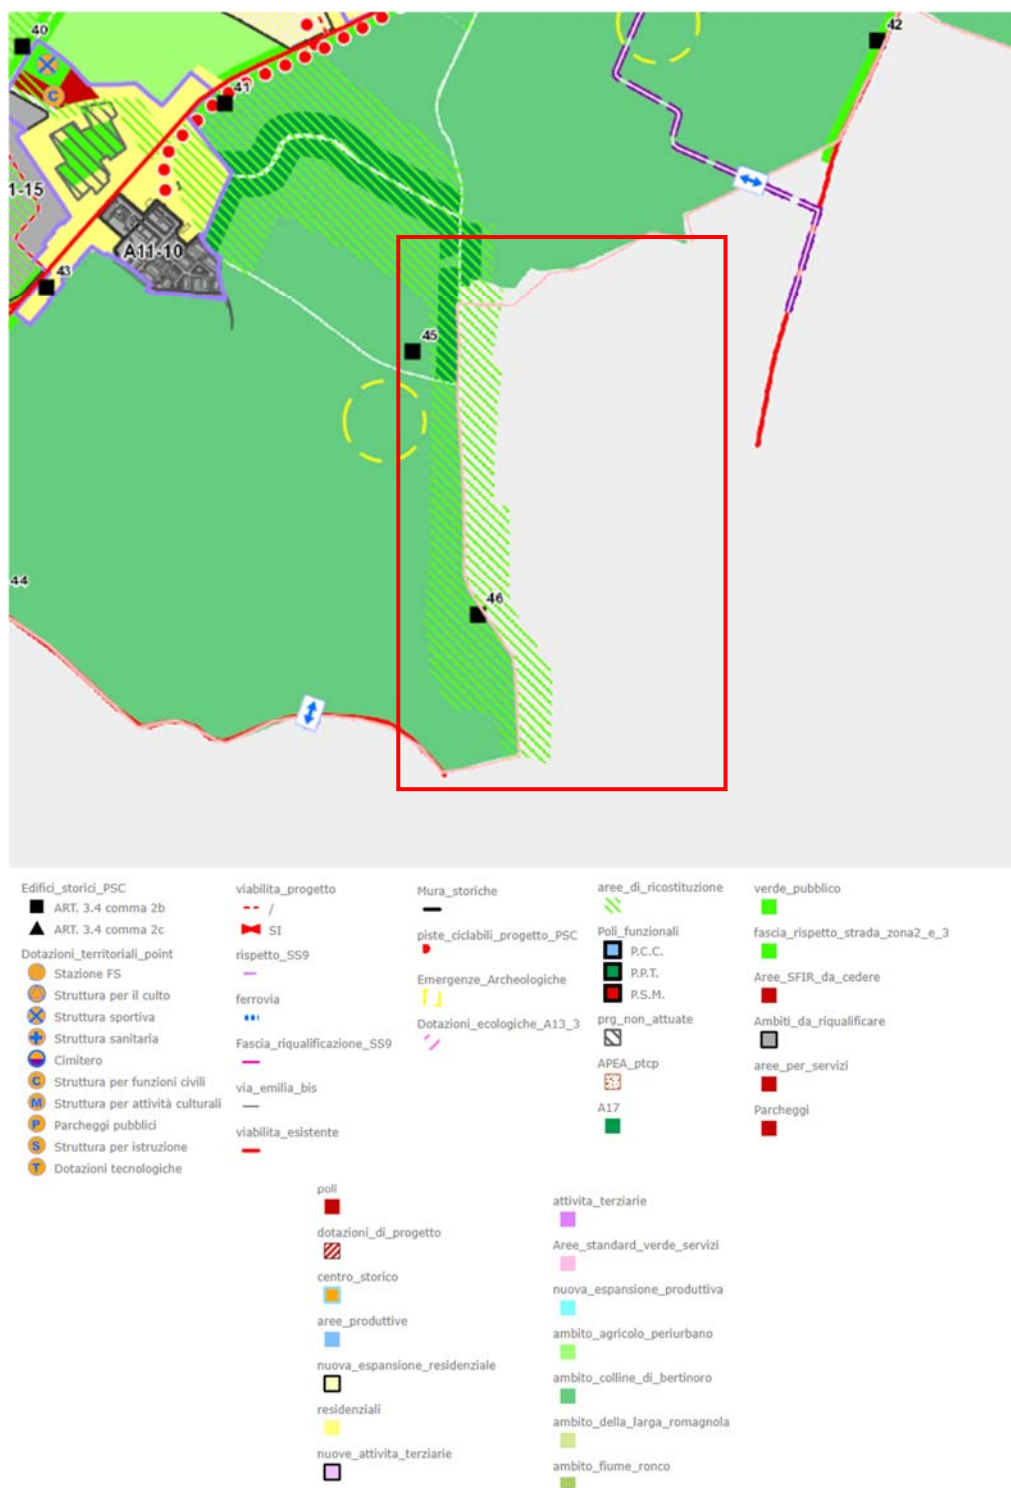 40
42
41
1-15
A11-10
43
45
44
46
Edifici_storici_PSC
ART. 3.4 comma 2b
ART. 3.4 comma 2c
Dotazioni_territoriali_point
Stazione FS
Struttura per il culto
Struttura sportiva
Struttura sanitaria
Cimitero
C Struttura per funzioni civili
M Struttura per attività culturali
P Parcheggi pubblici
S Struttura per istruzione
T Dotazioni tecnologiche
viabilita_progetto
/
SI
rispetto_SS9
ferrovia
Fascia_riqualificazione_SS9
via_emilia_bis
viabilita_esistente
Mura_storiche
piste_ciclabili_progetto_PSC
Emergenze_Archeologiche
Dotazioni_ecologiche_A13_3
aree_di_ricostituzione
Poli_funzionali
P.C.C.
P.P.T.
P.S.M.
prg_non_attuate
APEA_ptcp
A17
verde_pubblico
fascia_rispetto_strada_zona2_e_3
Aree_SFIR_da_cedere
Ambiti_da_riqualificare
aree_per_servizi
Parcheggi
poli
dotazioni_di_progetto
centro_storico
aree_produttive
nuova_espansione_residenziale
residenziali
nuove_attivita_terziarie
attivita_terziarie
Aree_standard_verde_servizi
nuova_espansione_produttiva
ambito_agricolo_periurbano
ambito_colline_di_bertinoro
ambito_della_larga_romagnola
ambito_fiume_ronco